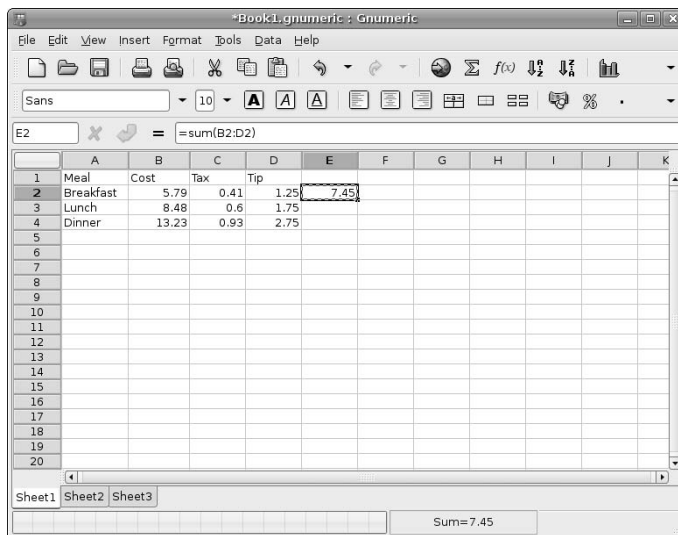 *Book1.gnumeric : Gnumeric
File Edit View Insert Format Tools Data Help
f(x)
Sans 10 A A A %
E2 = =sum(B2:D2)
A B C D E F G H I J K
1 Meal Cost Tax Tip
2 Breakfast 5.79 0.41 1.25 7.45
3 Lunch 8.48 0.6 1.75
4 Dinner 13.23 0.93 2.75
5
6
7
8
9
10
11
12
13
14
15
16
17
18
19
20
Sheet1 Sheet2 Sheet3
Sum=7.45